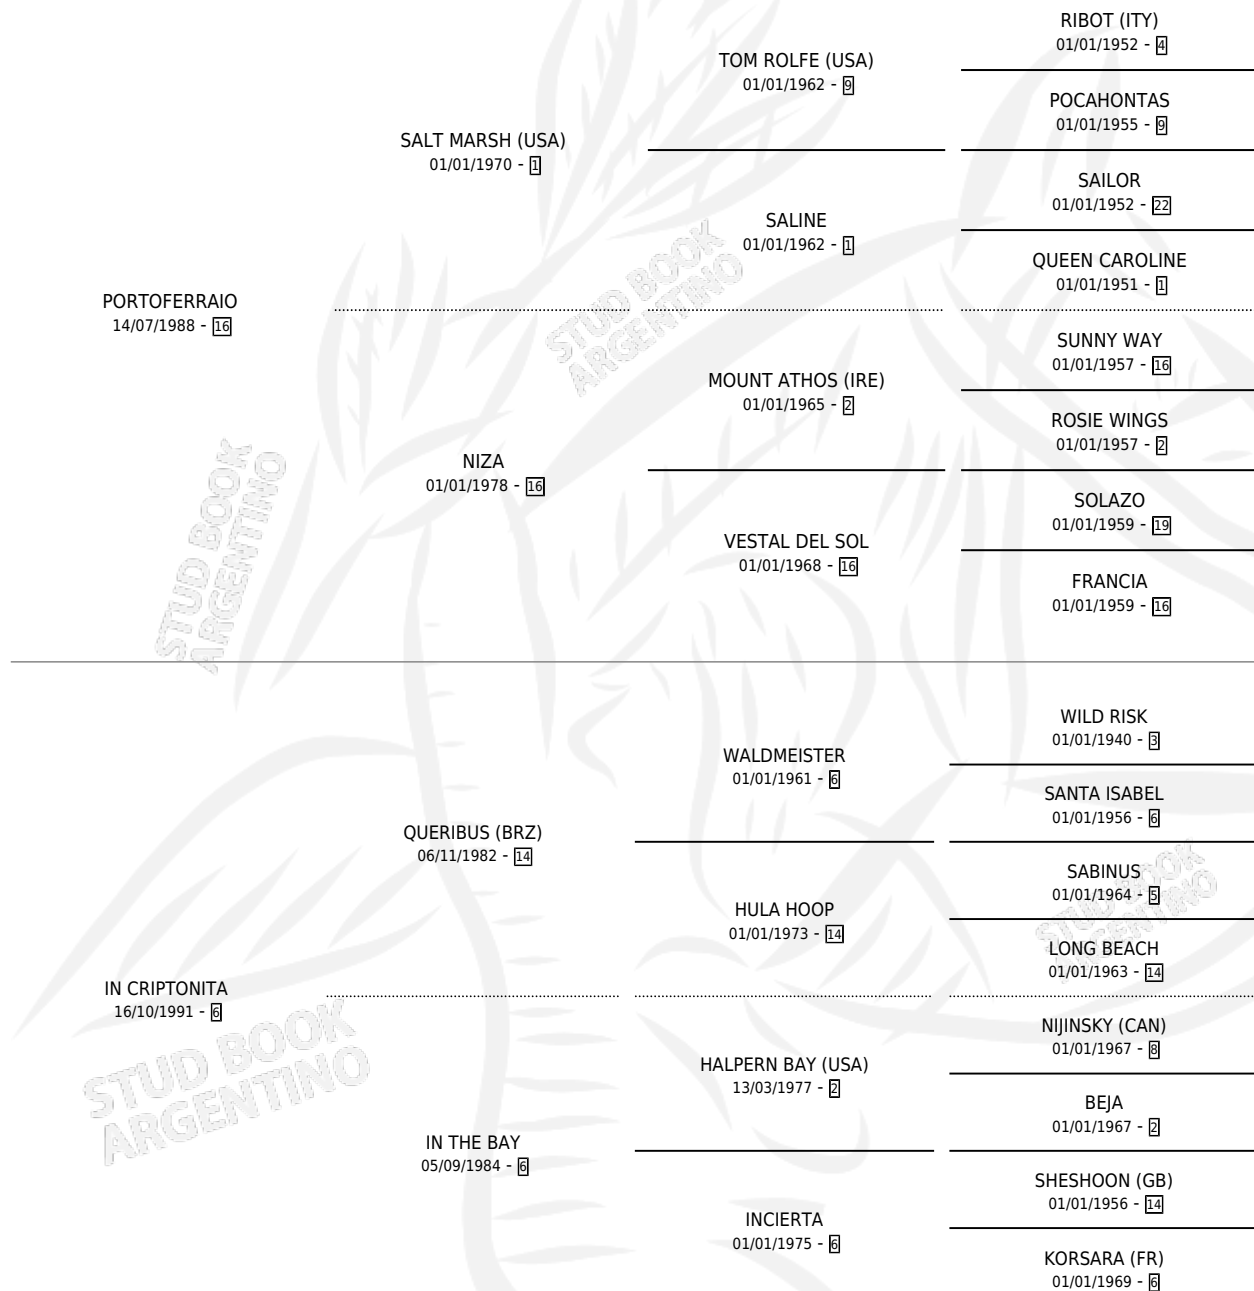 RIBOT (ITY)
01/01/1952 - 4
TOM ROLFE (USA)
01/01/1962 - 9
POCAHONTAS
01/01/1955 - 9
SALT MARSH (USA)
01/01/1970 - 1
SAILOR
01/01/1952 - 22
SALINE
01/01/1962 - 1
QUEEN CAROLINE
01/01/1951 - 1
PORTOFERRAIO
14/07/1988 - 16
STUD BOOK
ARGENTINO
SUNNY WAY
01/01/1957 - 16
MOUNT ATHOS (IRE)
01/01/1965 - 2
ROSIE WINGS
01/01/1957 - 2
NIZA
01/01/1978 - 16
SOLAZO
01/01/1959 - 19
VESTAL DEL SOL
01/01/1968 - 16
FRANCIA
01/01/1959 - 16
STUD BOOK
ARGENTINO
WILD RISK
01/01/1940 - 3
WALDMEISTER
01/01/1961 - 6
SANTA ISABEL
01/01/1956 - 6
QUERIBUS (BRZ)
06/11/1982 - 14
SABINUS
01/01/1964 - 5
HULA HOOP
01/01/1973 - 14
STUD BOOK
ARGENTINO
LONG BEACH
01/01/1963 - 14
IN CRIPTONITA
16/10/1991 - 6
NIJINSKY (CAN)
01/01/1967 - 8
HALPERN BAY (USA)
13/03/1977 - 2
STUD BOOK
ARGENTINO
BEJA
01/01/1967 - 2
IN THE BAY
05/09/1984 - 6
SHESHOON (GB)
01/01/1956 - 14
INCIERTA
01/01/1975 - 6
KORSARA (FR)
01/01/1969 - 6